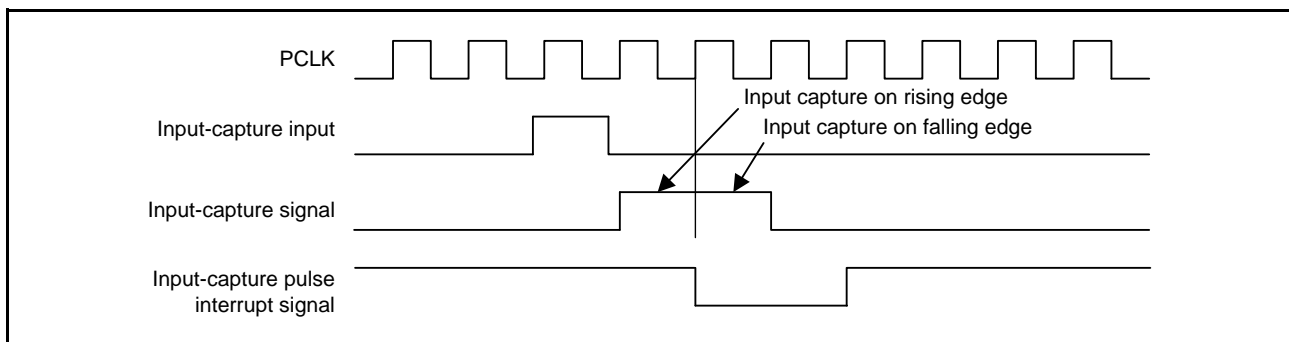 PCLK
Input capture on rising edge
Input-capture input
Input capture on falling edge
Input-capture signal
Input-capture pulse
interrupt signal